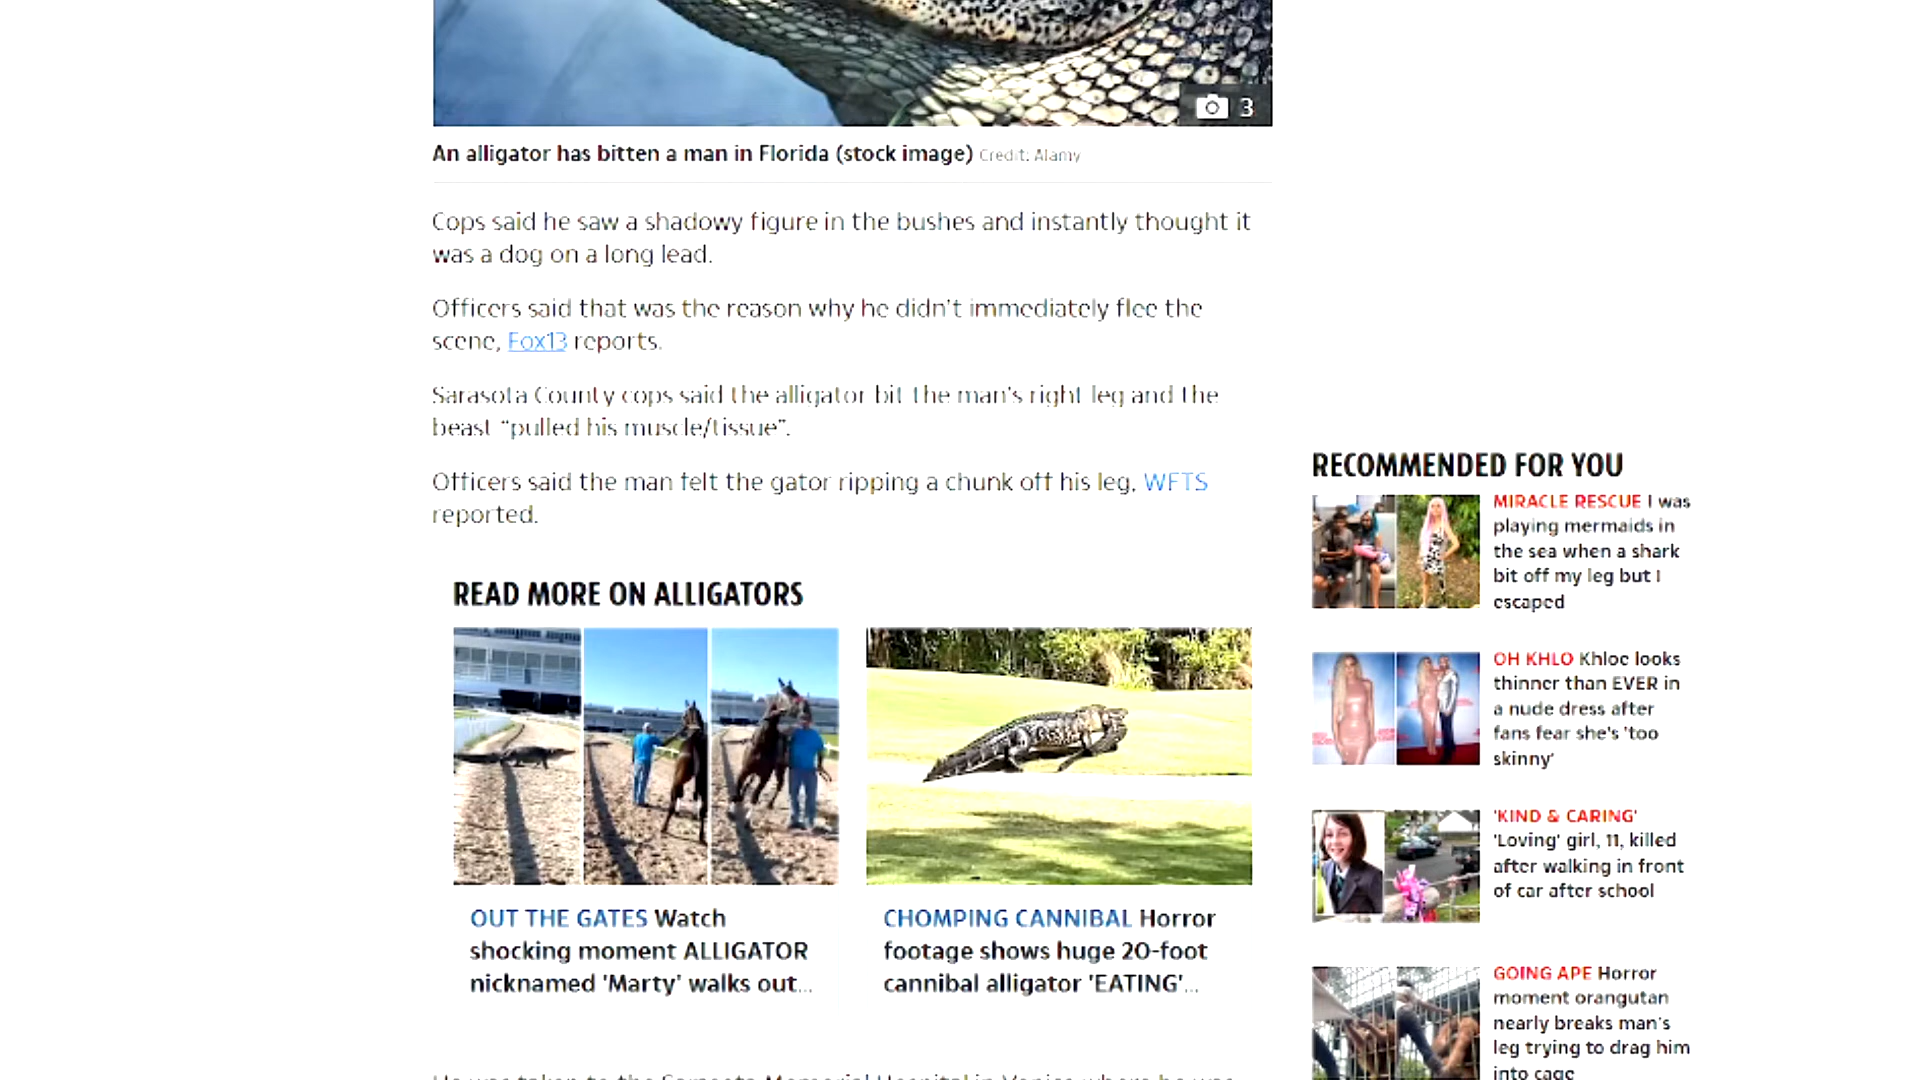 3
An alligator has bitten a man in Florida (stock image) Credit: Alamy
Cops said he saw a shadowy figure in the bushes and instantly thought it
was a dog on a long lead.
Officers said that was the reason why he didn't immediately flee the
scene, Fox13 reports.
Sarasota County cops said the alligator bit the man's right leg and the
beast “pulled his muscle/tissue”.
Officers said the man felt the gator ripping a chunk off his leg, WFTS
reported.
READ MORE ON ALLIGATORS
OUT THE GATES Watch
shocking moment ALLIGATOR
nicknamed 'Marty' walks out...
CHOMPING CANNIBAL Horror
footage shows huge 20-foot
cannibal alligator 'EATING'...
He was taken to the Sarasota Memorial Hospital in Venice where he was
RECOMMENDED FOR YOU
MIRACLE RESCUE I was
playing mermaids in
the sea when a shark
bit off my leg but I
escaped
OH KHLO Khloe looks
thinner than EVER in
a nude dress after
fans fear she's 'too
skinny'
'KIND & CARING'
'Loving' girl, 11, killed
after walking in front
of car after school
GOING APE Horror
moment orangutan
nearly breaks man's
leg trying to drag him
into cage